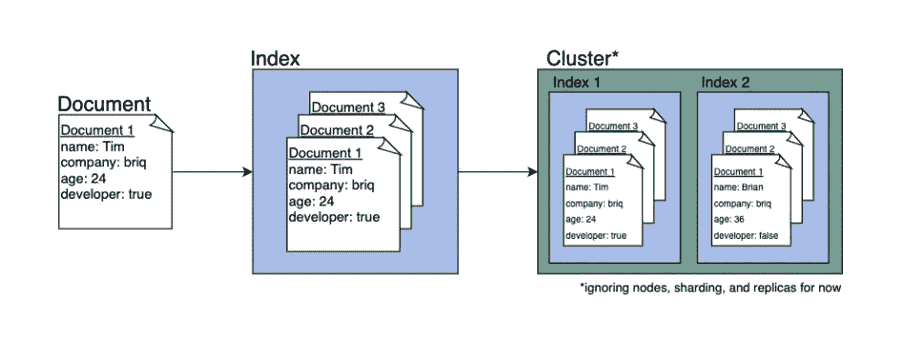 Document
Document 1
name: Tim
company: briq
age: 24
developer: true
Index
Document 3
Document 2
Document 1
name: Tim
company: briq
age: 24
developer: true
Cluster*
Index 1
Document 3
Document 2
Document 1
name: Tim
company: briq
age: 24
developer: true
Index 2
Document 3
Document 2
Document 1
name: Brian
company: briq
age: 36
developer: false
*ignoring nodes, sharding, and replicas for now